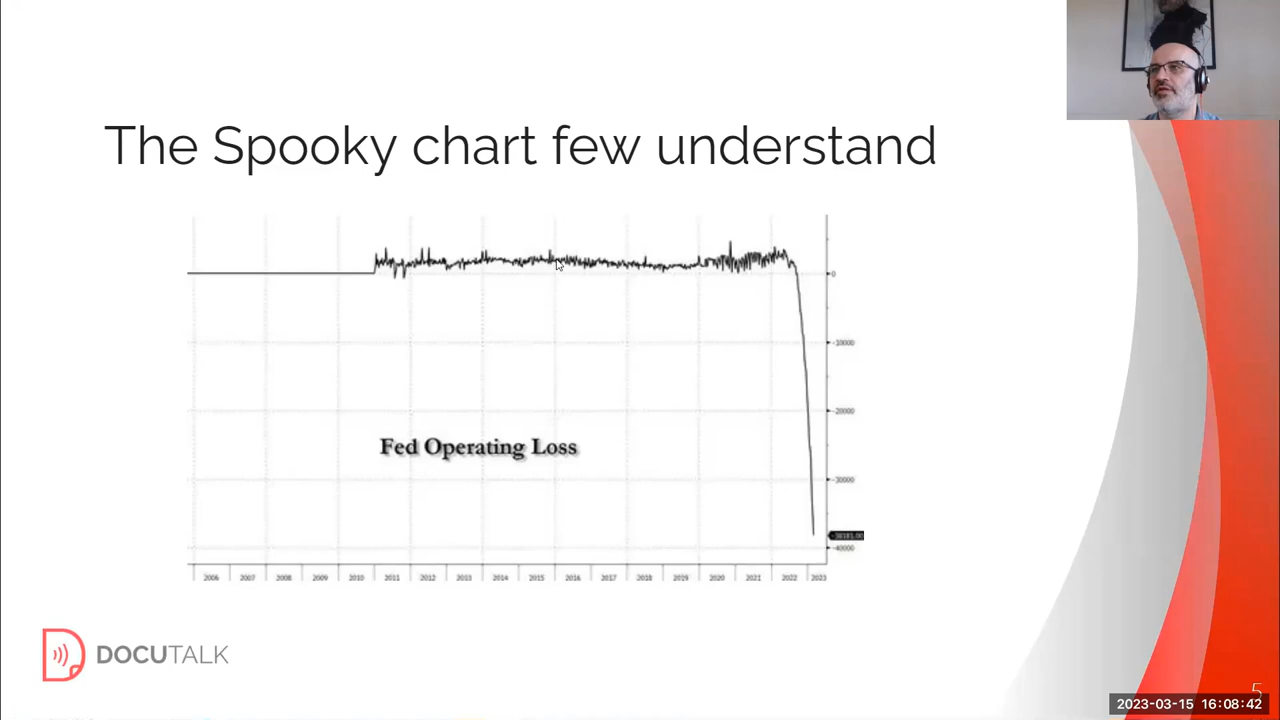 The Spooky chart few understand
0
-10000
-20000
Fed Operating Loss
-30000
-40000
2006 2007 2008 2009 2010 2011 2012 2013 2014 2015 2016 2017 2018 2019 2020 2021 2022 2023
DOCUTALK
5
2023-03-15 16:08:42